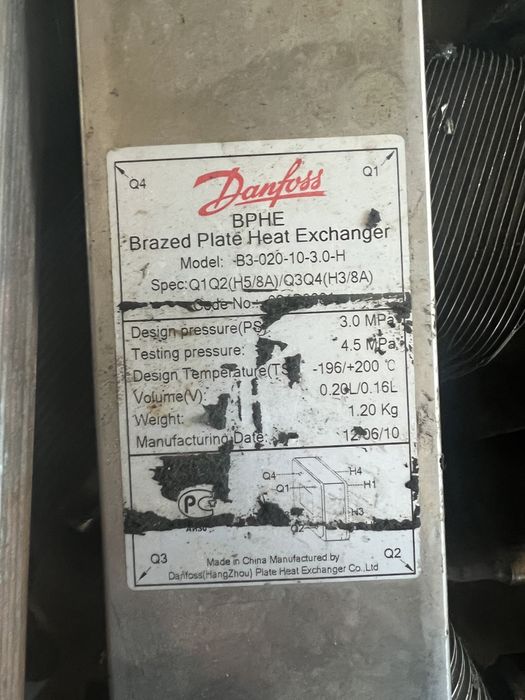 Q4
Q1
Danfoss
BPHE
Brazed Plate Heat Exchanger
Model: B3-020-10-3.0-H
Spec:Q1Q2(H5/8A)/Q3Q4(H3/8A)
Code No.:
Design pressure(PS 3.0 MPa
Testing pressure: 4.5 MPa
Design Temperature(TS -196/+200 ℃
Volume(V): 0.20L/0.16L
Weight: 1.20 Kg
Manufacturing Date: 12/06/10
Q4 H4
Q1 H1
H3
Q2
Q3
Q2
Made in China Manufactured by
Danfoss(HangZhou) Plate Heat Exchanger Co.,Ltd